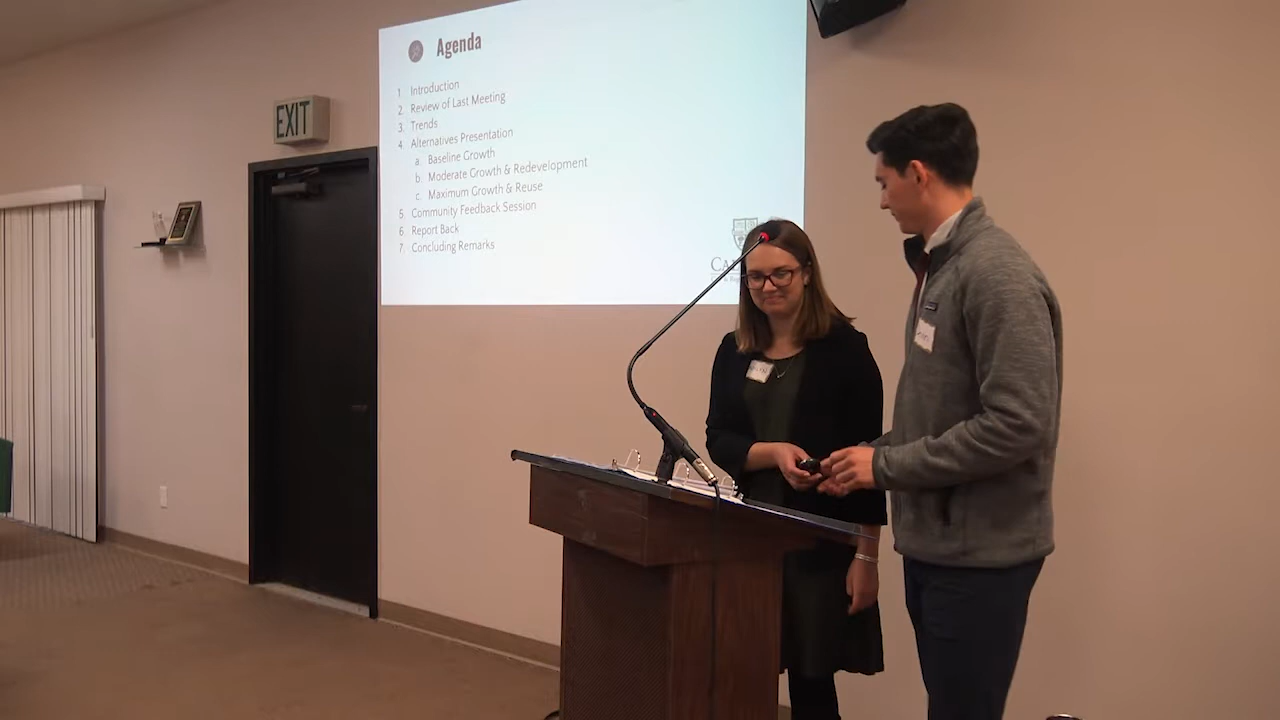 EXIT
Agenda
1 Introduction
2. Review of Last Meeting
3. Trends
4. Alternatives Presentation
a. Baseline Growth
b. Moderate Growth & Redevelopment
c. Maximum Growth & Reuse
5 Community Feedback Session
6. Report Back
7. Concluding Remarks